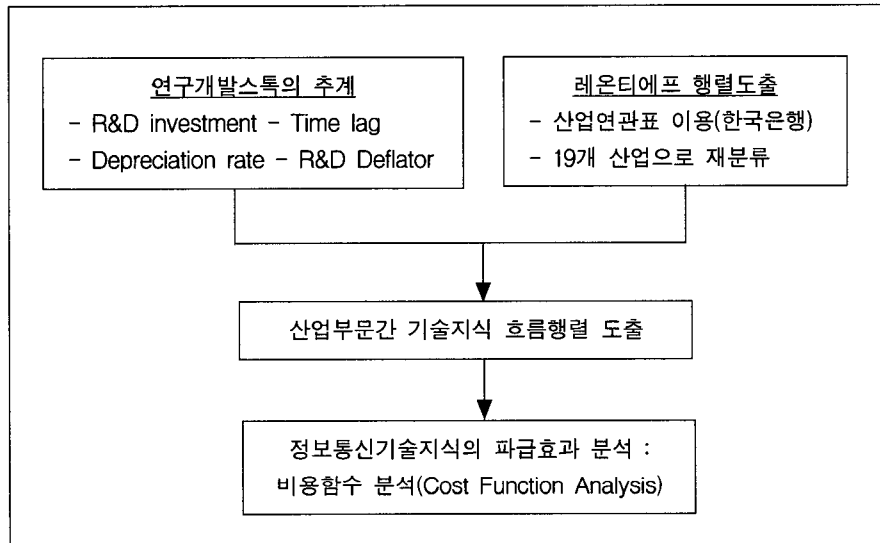 연구개발스톡의 추계
- R&D investment - Time lag
- Depreciation rate - R&D Deflator
레온티에프 행렬도출
- 산업연관표 이용(한국은행)
- 19개 산업으로 재분류
산업부문간 기술지식 흐름행렬 도출
정보통신기술지식의 파급효과 분석 :
비용함수 분석(Cost Function Analysis)